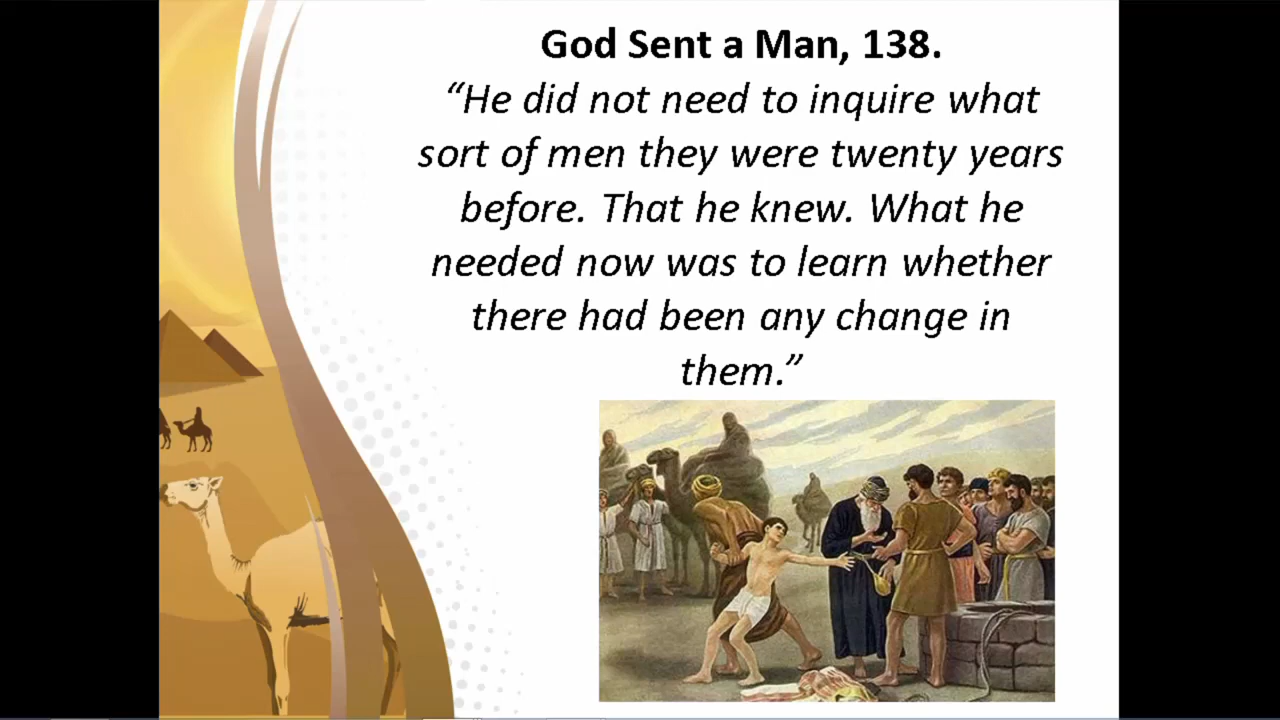 God Sent a Man, 138.
“He did not need to inquire what
sort of men they were twenty years
before. That he knew. What he
needed now was to learn whether
there had been any change in
them.”